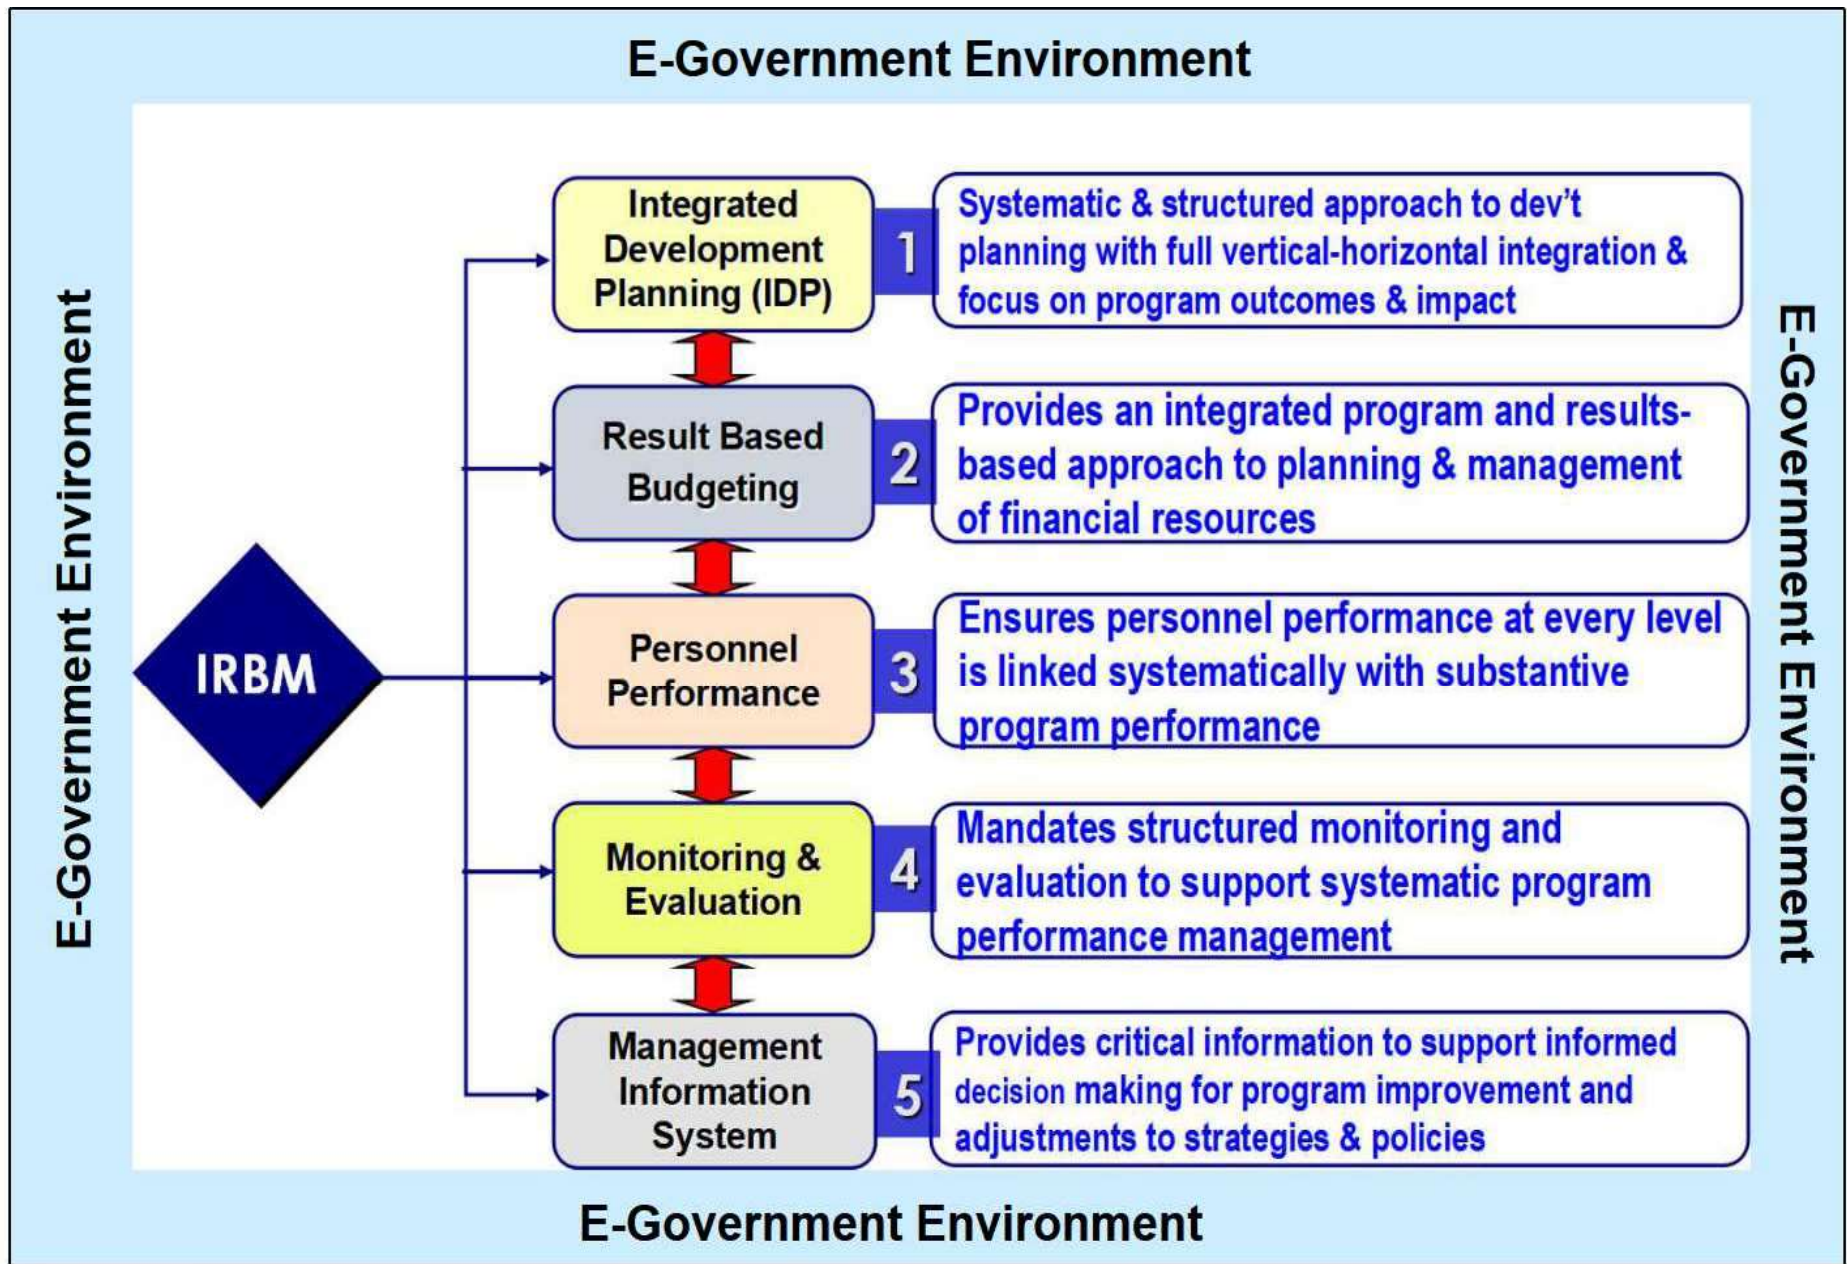 E-Government Environment
E-Government Environment
IRBM
Integrated
Development
Planning (IDP)
1
Systematic & structured approach to dev't
planning with full vertical-horizontal integration &
focus on program outcomes & impact
Result Based
Budgeting
2
Provides an integrated program and results-
based approach to planning & management
of financial resources
Personnel
Performance
3
Ensures personnel performance at every level
is linked systematically with substantive
program performance
Monitoring &
Evaluation
4
Mandates structured monitoring and
evaluation to support systematic program
performance management
Management
Information
System
5
Provides critical information to support informed
decision making for program improvement and
adjustments to strategies & policies
E-Government Environment
E-Government Environment